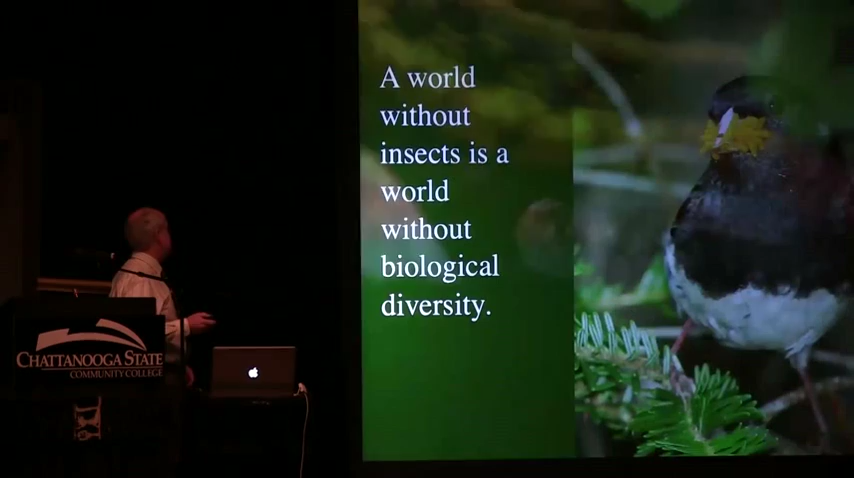 A world
without
insects is a
world
without
biological
diversity.
CHATTANOOGA STATE
COMMUNITY COLLEGE